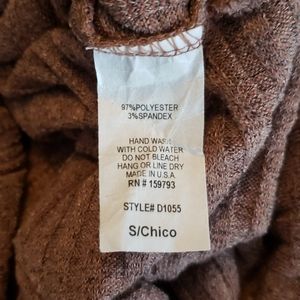 97%POLYESTER
3%SPANDEX
HAND WASH
WITH COLD WATER
DO NOT BLEACH
HANG OR LINE DRY
MADE IN U.S.A
RN # 159793
STYLE# D1055
S/Chico